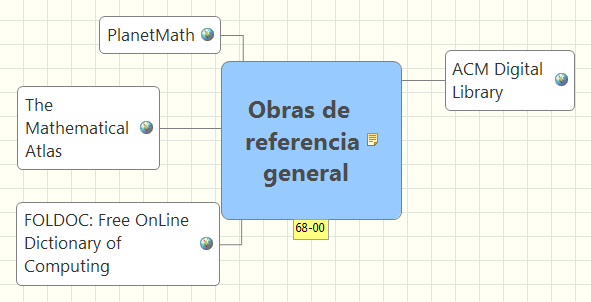 PlanetMath
The
Mathematical
Atlas
FOLDOC: Free OnLine
Dictionary of
Computing
Obras de
referencia
general
68-00
ACM Digital
Library